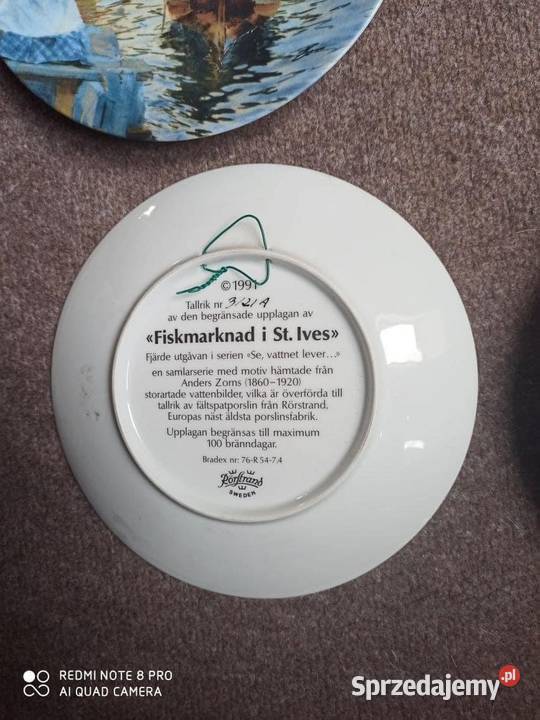 © 1991
Tallrik nr
av den begränsade upplagan av
«Fiskmarknad i St. Ives»
Fjärde utgåvan i serien «Se, vattnet lever...»
en samlarserie med motiv hämtade från
Anders Zorns (1860–1920)
storartade vattenbilder, vilka är överförda till
tallrik av fältspatporslin från Rörstrand,
Europas näst äldsta porslinsfabrik.
Upplagan begränsas till maximum
100 bränndagar.
Bradex nr: 76-R 54-7.4
Rörstrand
SWEDEN
REDMI NOTE 8 PRO
AI QUAD CAMERA
Sprzedajemy.pl